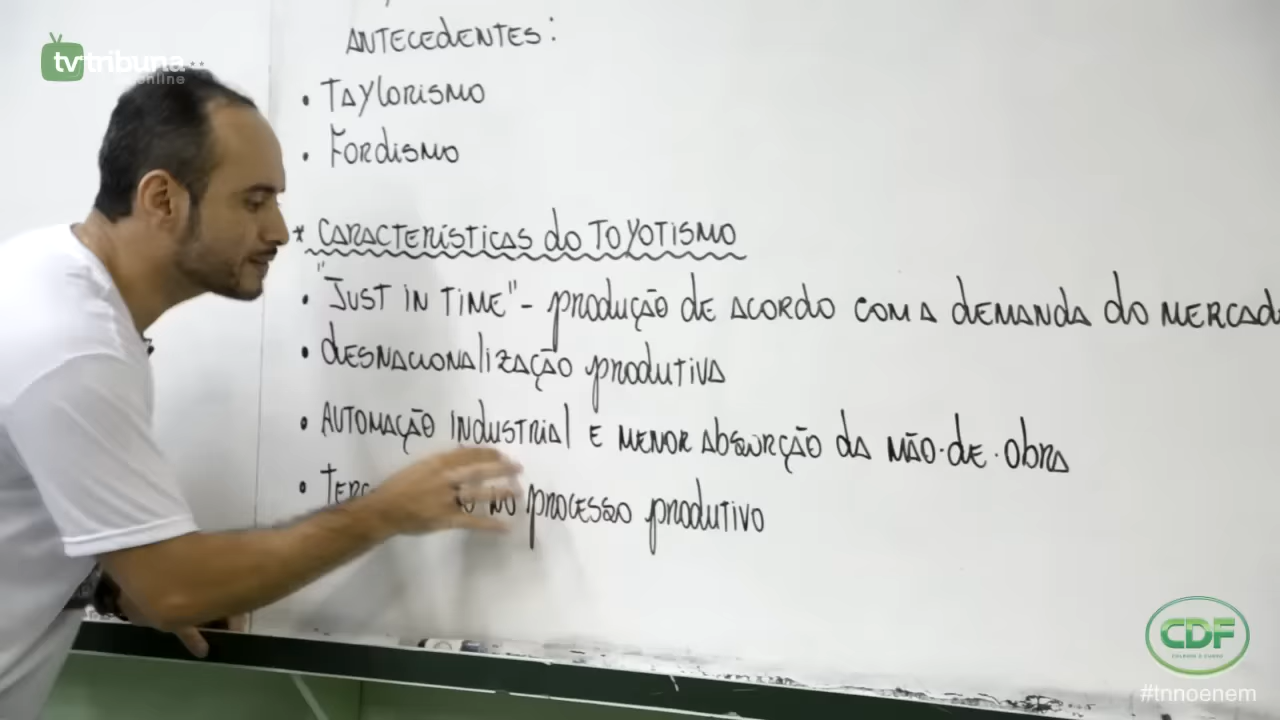 tvtribuna
online
ANTECEDENTES:
• TAYLORISMO
• FORDISMO
* CARACTERÍSTICAS do TOYOTISMO
• "JUST IN TIME" - produção de ACORDO COM A dEMANDA do MERCAD
• dESNACIONALIZAÇÃO produtiva
• AUTOMAÇÃO INdUSTRIAl E MENOR AbSORÇÃO dA MÃO-dE-obRA
• no pROCESSO produtivo
CDF
#tnnoenem